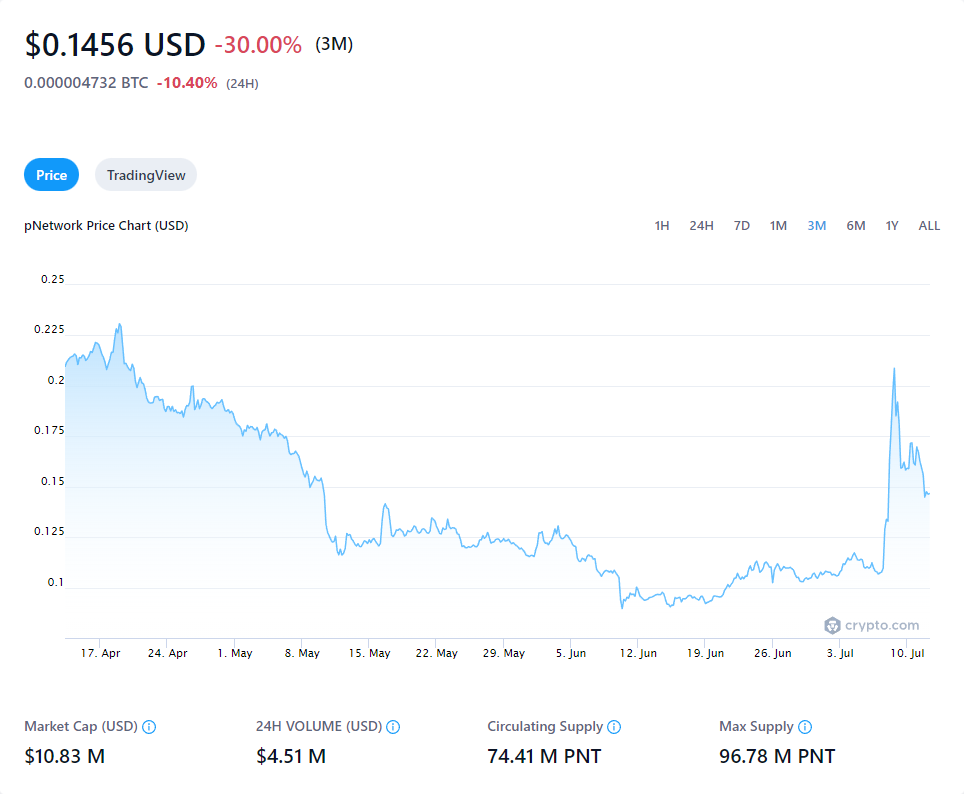 $0.1456 USD -30.00% (3M)
0.000004732 BTC -10.40% (24H)
Price TradingView
pNetwork Price Chart (USD) 1H 24H 7D 1M 3M 6M 1Y ALL
0.25
0.225
0.2
0.175
0.15
0.125
0.1
crypto.com
17. Apr 24. Apr 1. May 8. May 15. May 22. May 29. May 5. Jun 12. Jun 19. Jun 26. Jun 3. Jul 10. Jul
Market Cap (USD) 24H VOLUME (USD) Circulating Supply Max Supply
$10.83 M $4.51 M 74.41 M PNT 96.78 M PNT